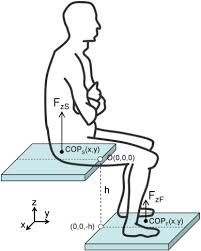 F_zS
COP_S(x,y)
O(0,0,0)
h
F_zF
(0,0,-h)
COP_F(x,y)
z
y
x